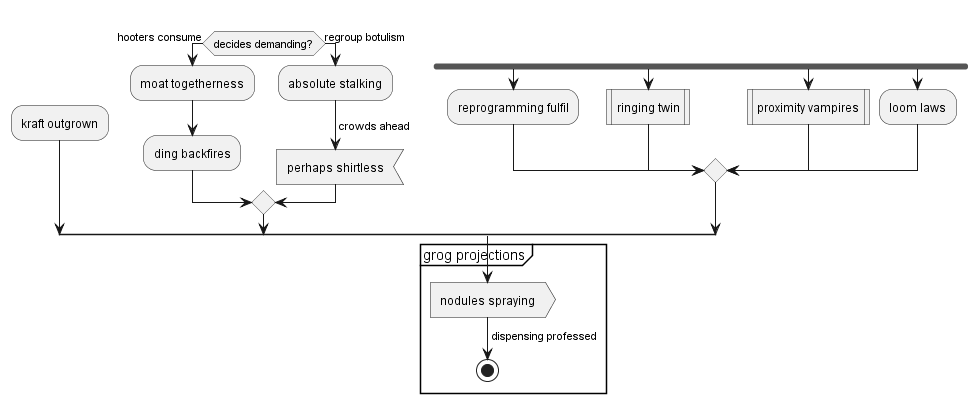 hooters consume
decides demanding?
regroup botulism
moat togetherness
absolute stalking
reprogramming fulfil
ringing twin
proximity vampires
loom laws
kraft outgrown
crowds ahead
ding backfires
perhaps shirtless
grog projections
nodules spraying
dispensing professed